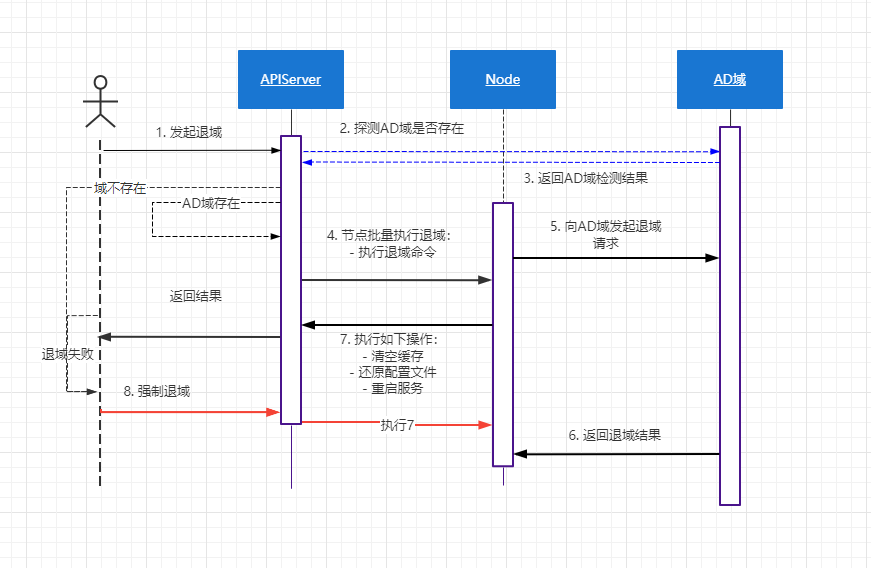 APIServer
Node
AD域
1. 发起退域
2. 探测AD域是否存在
3. 返回AD域检测结果
域不存在
AD域存在
4. 节点批量执行退域：
- 执行退域命令
5. 向AD域发起退域
请求
返回结果
7. 执行如下操作：
- 清空缓存
- 还原配置文件
- 重启服务
退域失败
8. 强制退域
执行7
6. 返回退域结果